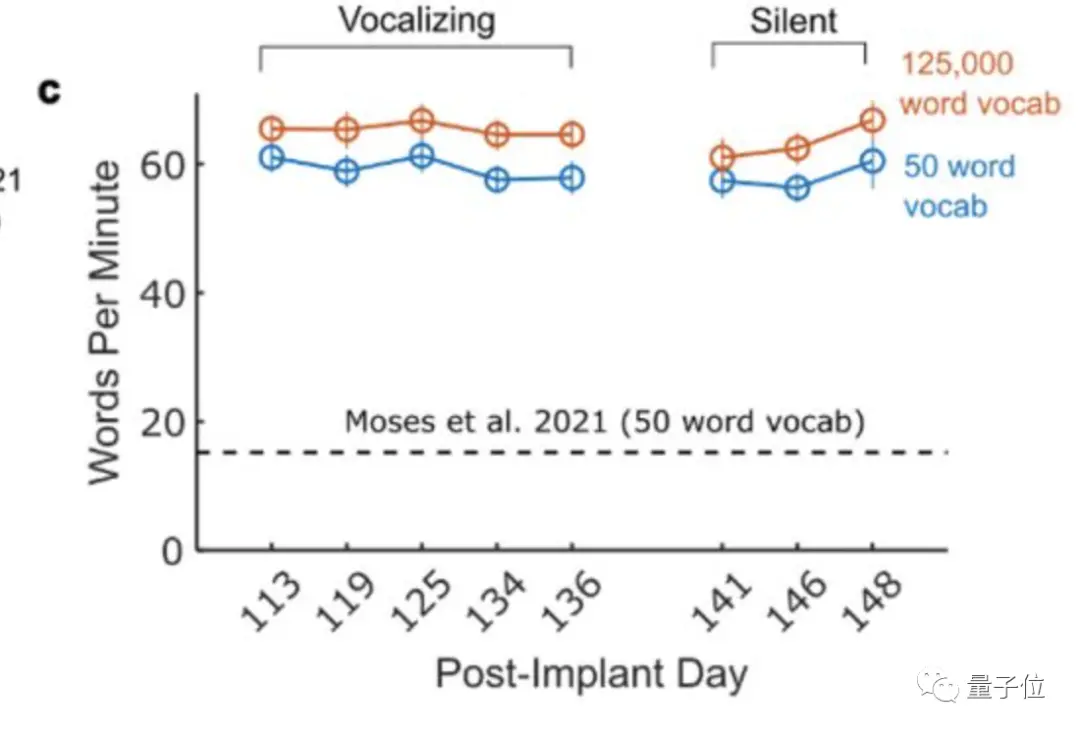 Vocalizing
Silent
c
125,000
word vocab
50 word
vocab
21
)
Words Per Minute
60
40
20
0
Moses et al. 2021 (50 word vocab)
113
119
125
134
136
141
146
148
Post-Implant Day
量子位